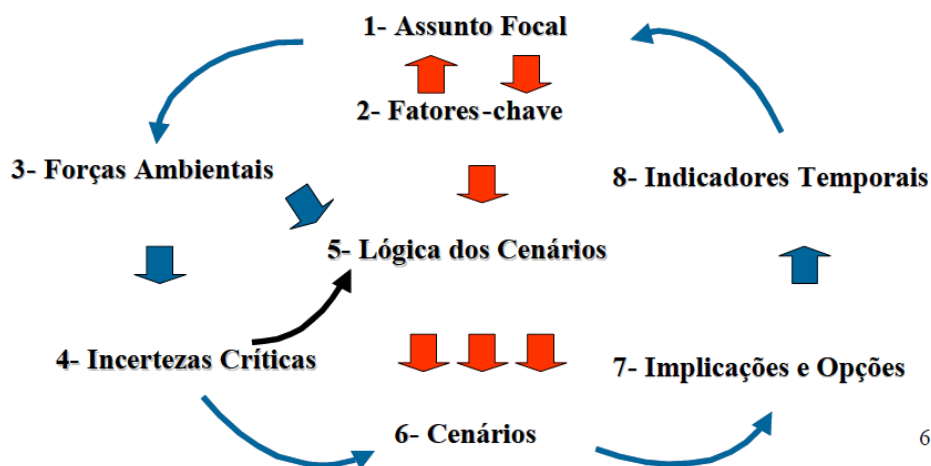 1- Assunto Focal
2- Fatores-chave
3- Forças Ambientais
8- Indicadores Temporais
5- Lógica dos Cenários
4- Incertezas Críticas
7- Implicações e Opções
6- Cenários
6